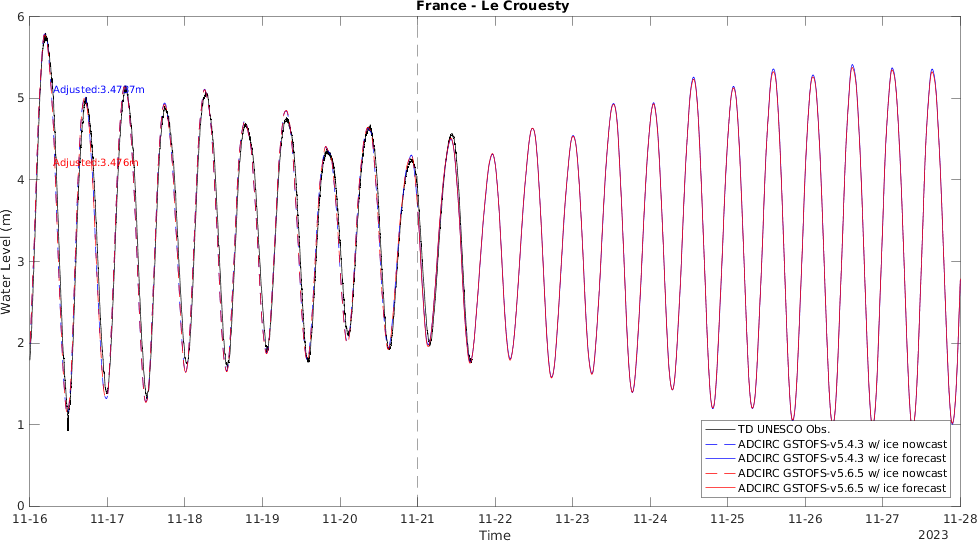 France - Le Crouesty
6
5
4
3
2
1
0
Water Level (m)
Adjusted:3.4737m
Adjusted:3.476m
TD UNESCO Obs.
ADCIRC GSTOFS-v5.4.3 w/ ice nowcast
ADCIRC GSTOFS-v5.4.3 w/ ice forecast
ADCIRC GSTOFS-v5.6.5 w/ ice nowcast
ADCIRC GSTOFS-v5.6.5 w/ ice forecast
11-16 11-17 11-18 11-19 11-20 11-21 11-22 11-23 11-24 11-25 11-26 11-27 11-28
Time
2023